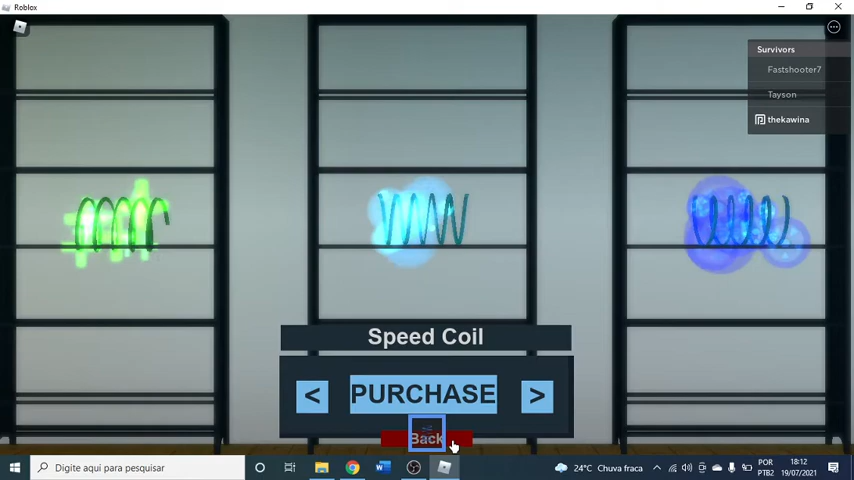 Roblox
Survivors
Fastshooter7
Tayson
thekawina
Speed Coil
< PURCHASE >
Back
Digite aqui para pesquisar
24°C Chuva fraca
POR
PTB2
18:12
19/07/2021